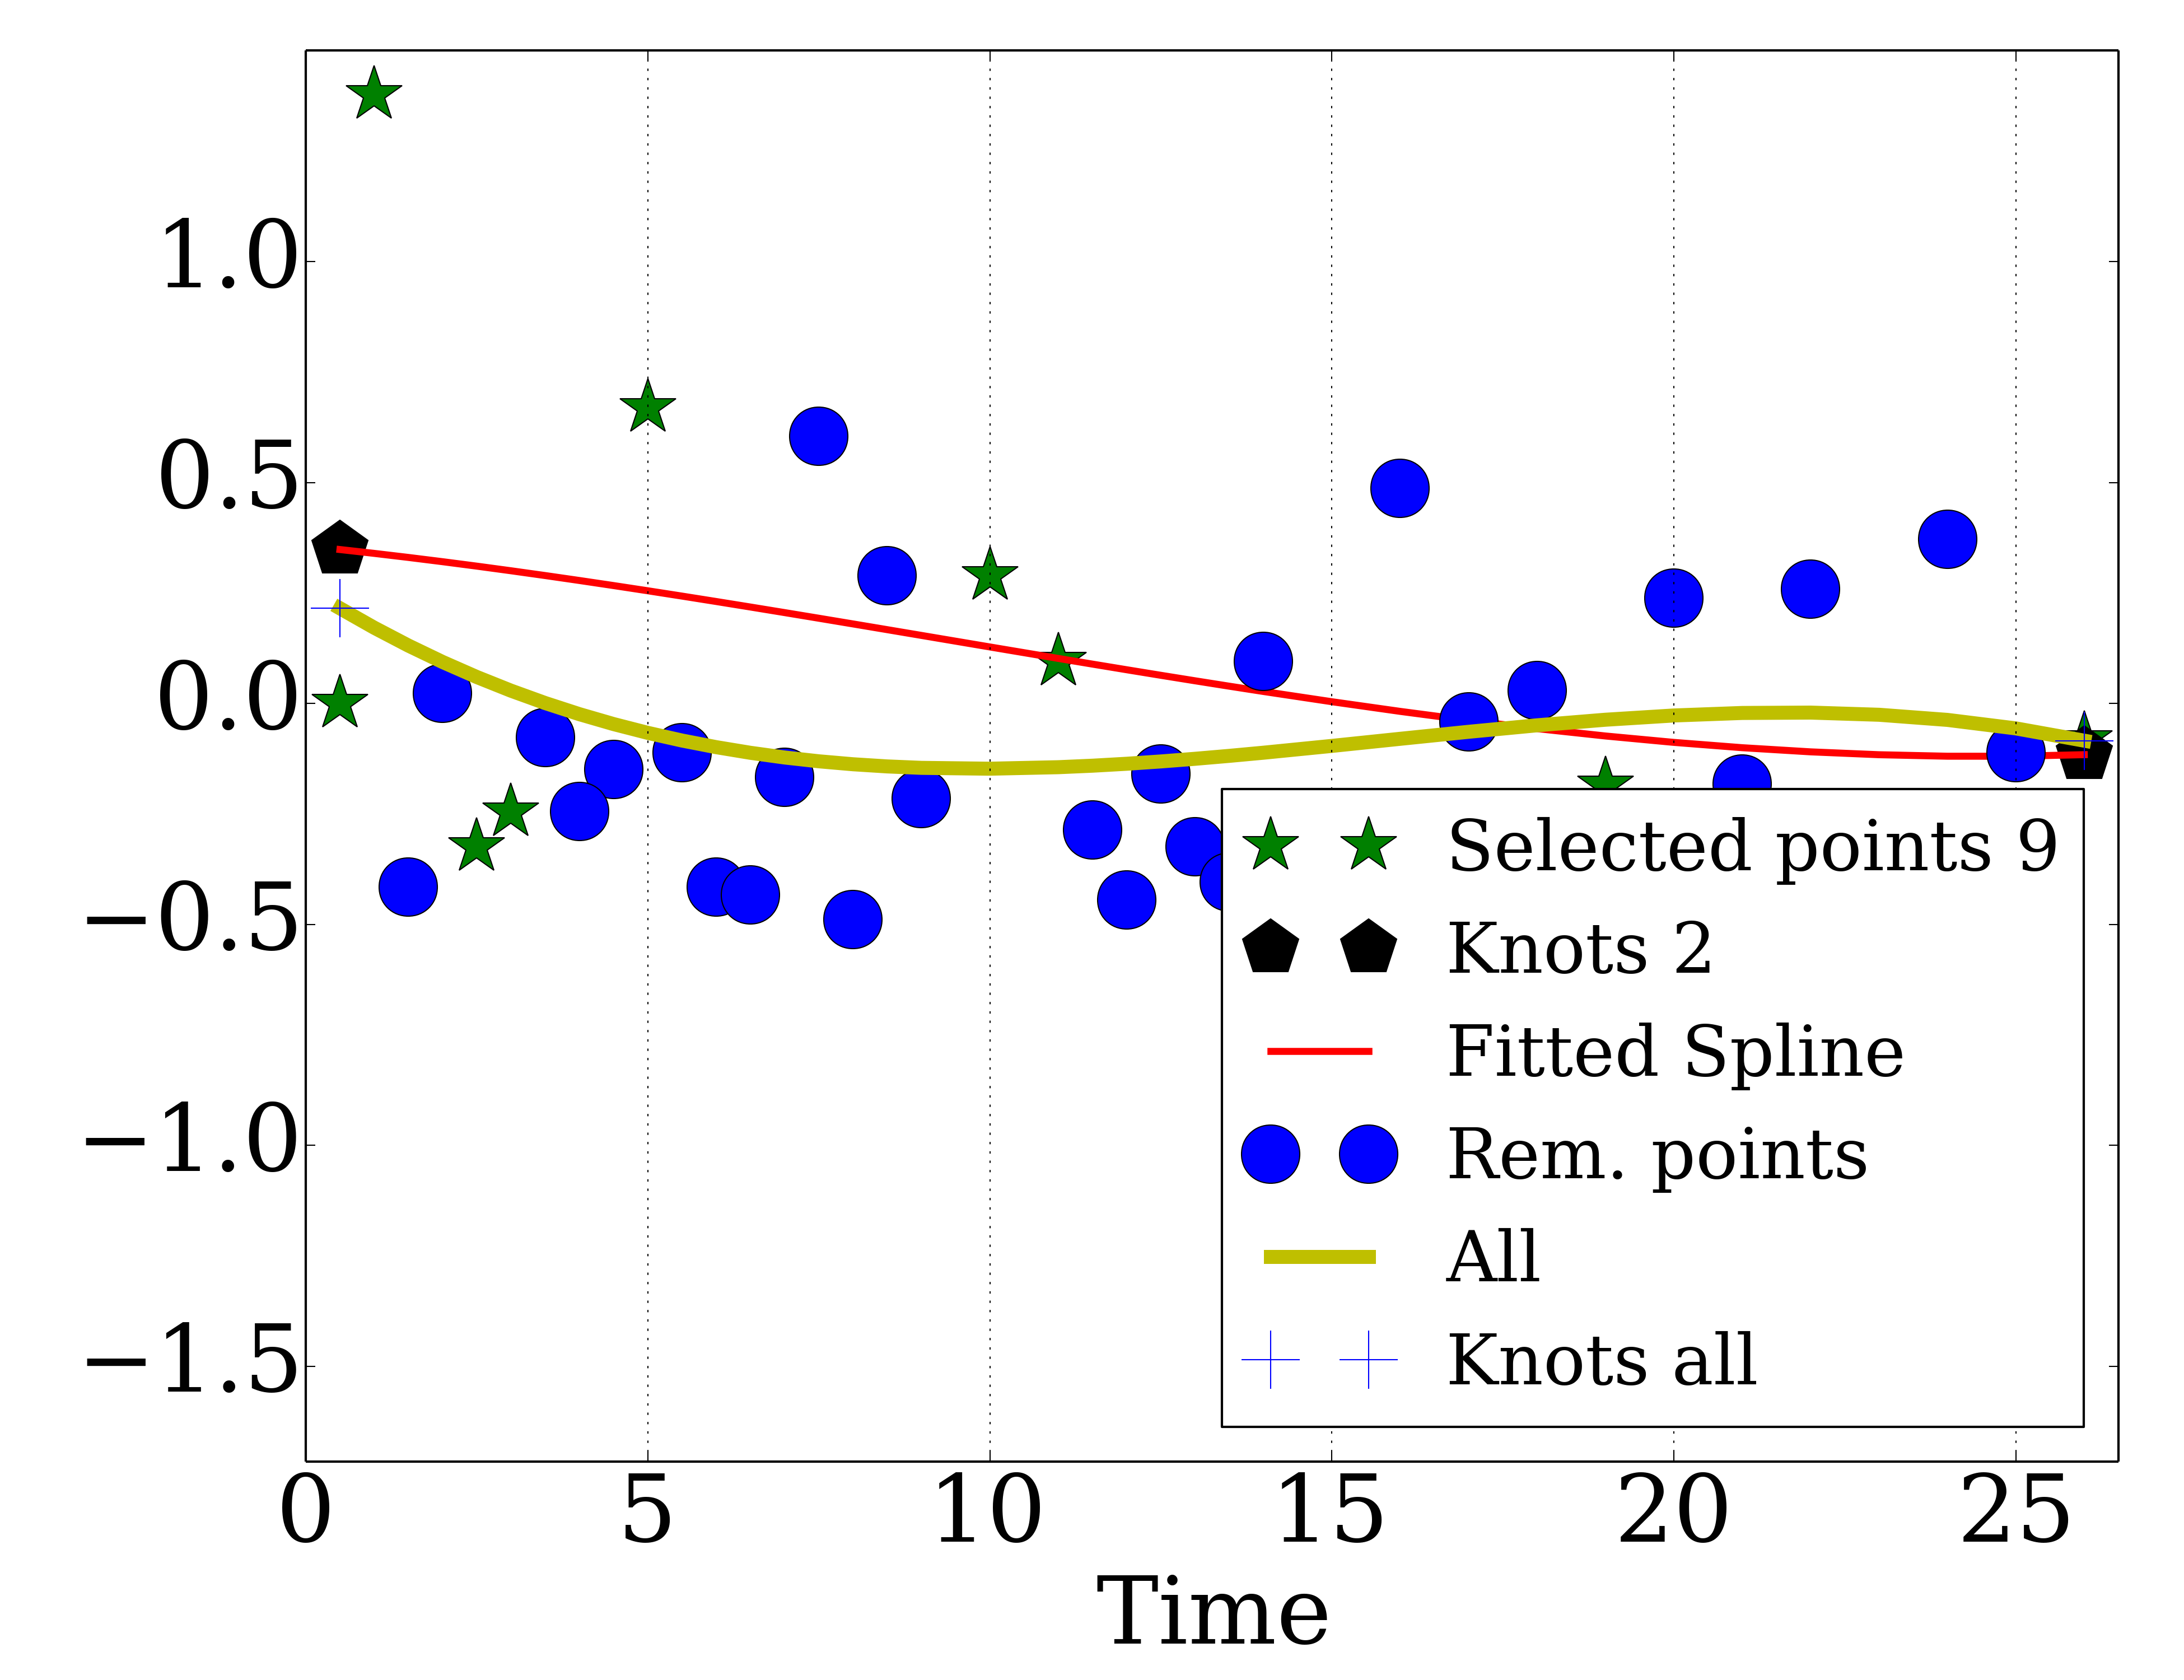 1.0
0.5
0.0
−0.5
−1.0
−1.5
Selected points 9
Knots 2
Fitted Spline
Rem. points
All
Knots all
0 5 10 15 20 25
Time